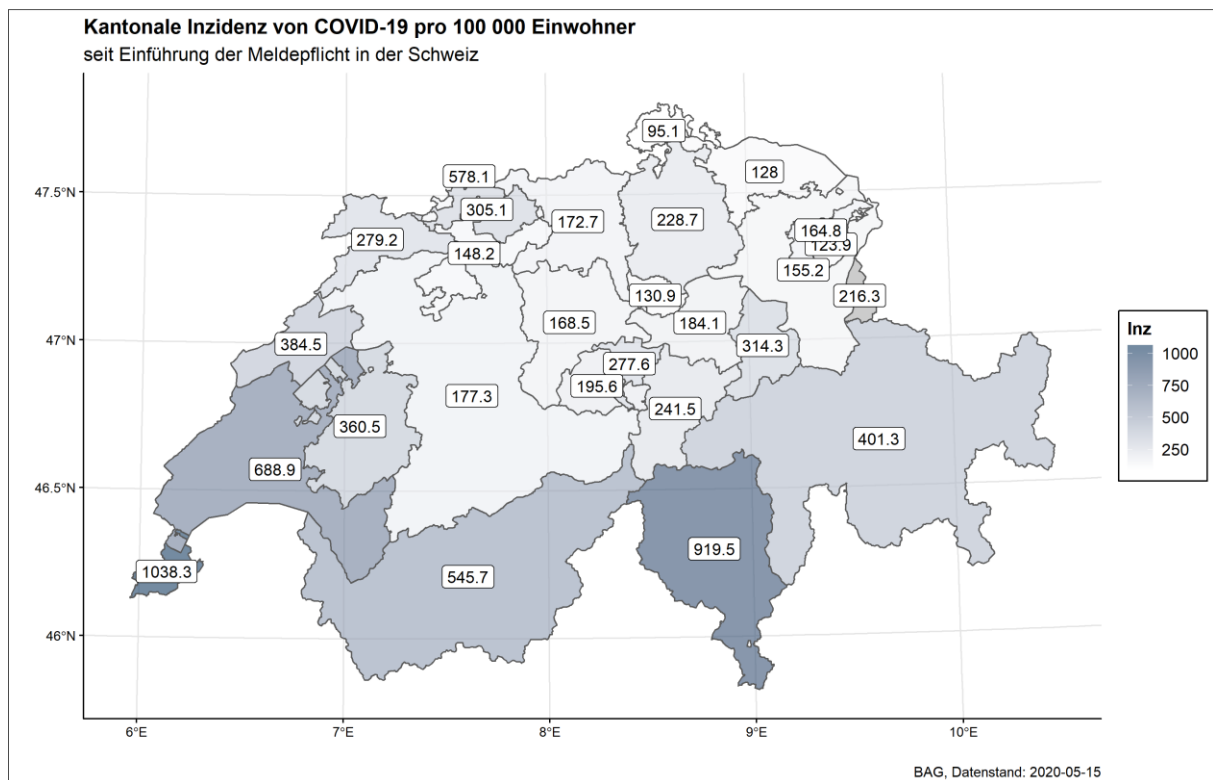 Kantonale Inzidenz von COVID-19 pro 100 000 Einwohner
seit Einführung der Meldepflicht in der Schweiz
95.1
128
578.1
305.1
172.7
228.7
164.8
123.9
279.2
148.2
155.2
130.9
216.3
168.5
184.1
384.5
314.3
277.6
195.6
177.3
241.5
360.5
401.3
688.9
919.5
1038.3
545.7
47.5°N
47°N
46.5°N
46°N
6°E
7°E
8°E
9°E
10°E
Inz
1000
750
500
250
BAG, Datenstand: 2020-05-15